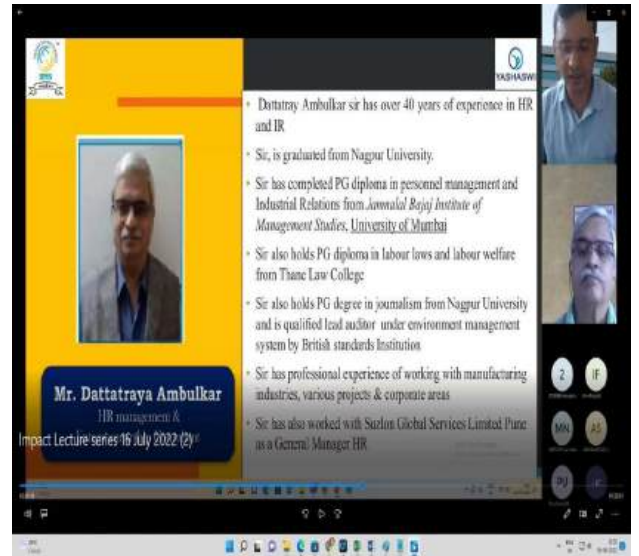 YASHASWI
Dattatray Ambulkar sir has over 40 years of experience in HR
and IR
Sir, is graduated from Nagpur University.
Sir has completed PG diploma in personnel management and
Industrial Relations from Jamnalal Bajaj Institute of
Management Studies, University of Mumbai
Sir also holds PG diploma in labour laws and labour welfare
from Thane Law College
Sir also holds PG degree in journalism from Nagpur University
and is qualified lead auditor under environment management
system by British standards Institution
Sir has professional experience of working with manufacturing
industries, various projects & corporate areas
Sir has also worked with Suzlon Global Services Limited Pune
as a General Manager HR
Mr. Dattatraya Ambulkar
HR management &
Impact Lecture series 16 July 2022 (2)
2
IF
MN
AS
PU